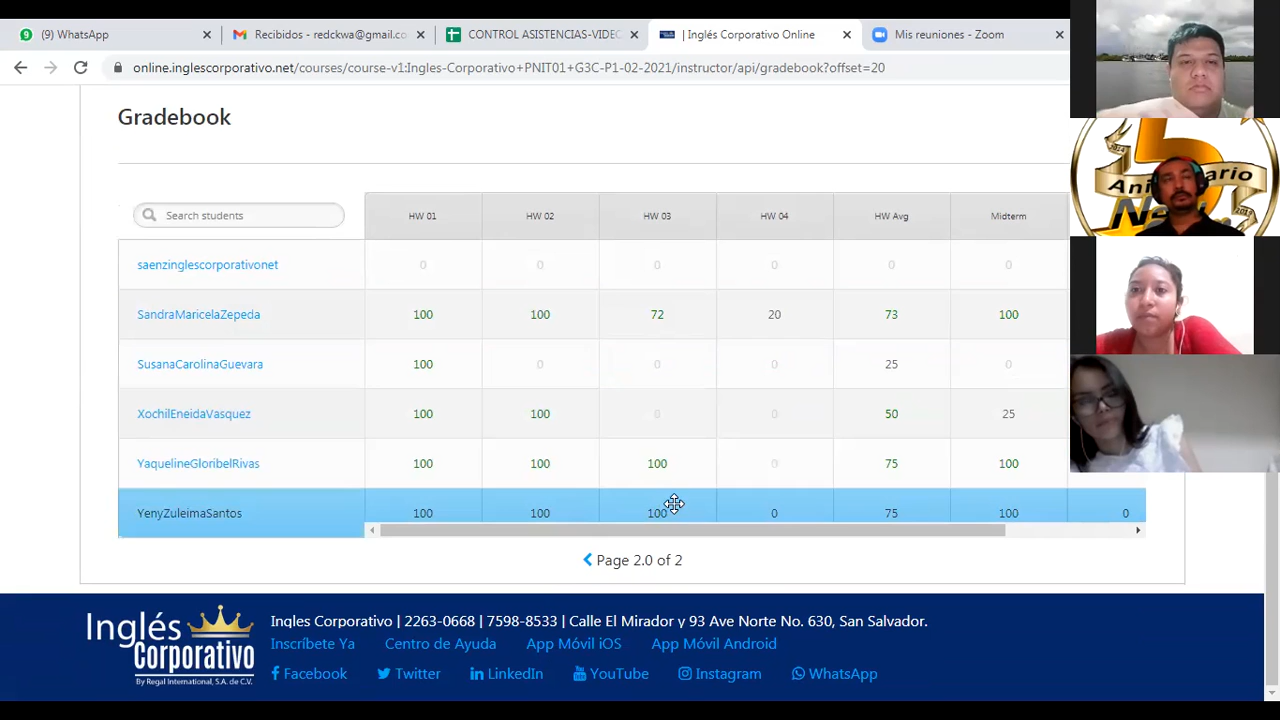 (9) WhatsApp
Recibidos - redckwa@gmail.co
CONTROL ASISTENCIAS-VIDEC
| Inglés Corporativo Online
Mis reuniones - Zoom
online.inglescorporativo.net/courses/course-v1:Ingles-Corporativo+PNIT01+G3C-P1-02-2021/instructor/api/gradebook?offset=20
Gradebook
Search students
HW 01 HW 02 HW 03 HW 04 HW Avg Midterm
saenzinglescorporativonet 0 0 0 0 0 0
SandraMaricelaZepeda 100 100 72 20 73 100
SusanaCarolinaGuevara 100 0 0 0 25 0
XochilEneidaVasquez 100 100 0 0 50 25
YaquelineGloribelRivas 100 100 100 0 75 100
YenyZuleimaSantos 100 100 100 0 75 100 0
Page 2.0 of 2
Inglés
Corporativo
By Regal International, S.A. de C.V.
Ingles Corporativo | 2263-0668 | 7598-8533 | Calle El Mirador y 93 Ave Norte No. 630, San Salvador.
Inscríbete Ya Centro de Ayuda App Móvil iOS App Móvil Android
Facebook Twitter LinkedIn YouTube Instagram WhatsApp
5